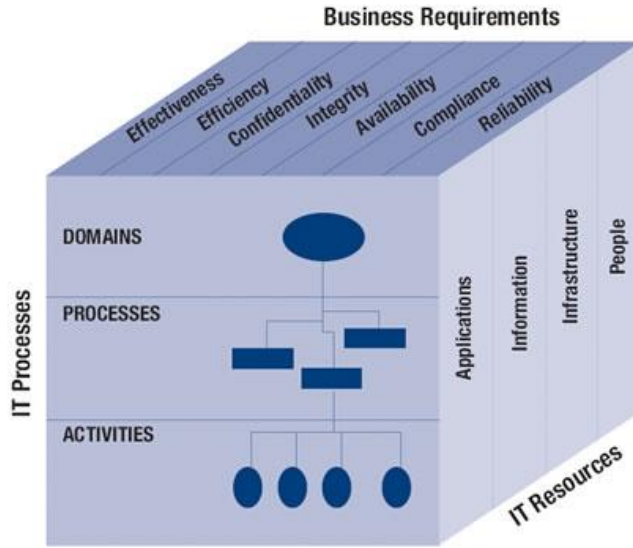 Business Requirements
Effectiveness
Efficiency
Confidentiality
Integrity
Availability
Compliance
Reliability
IT Processes
DOMAINS
PROCESSES
ACTIVITIES
Applications
Information
Infrastructure
People
IT Resources